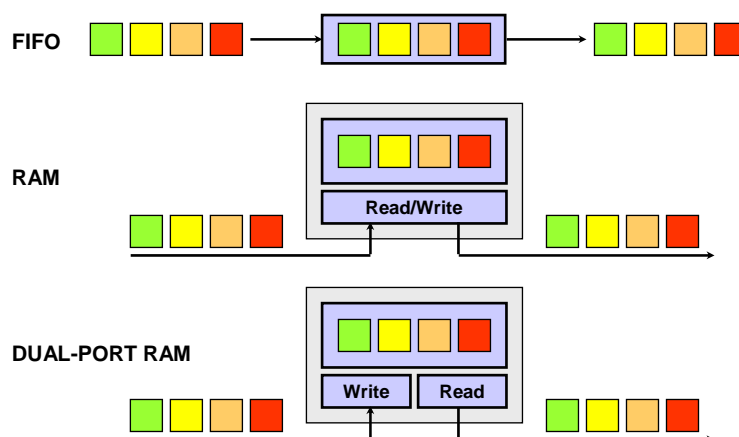 FIFO
RAM
Read/Write
DUAL-PORT RAM
Write
Read